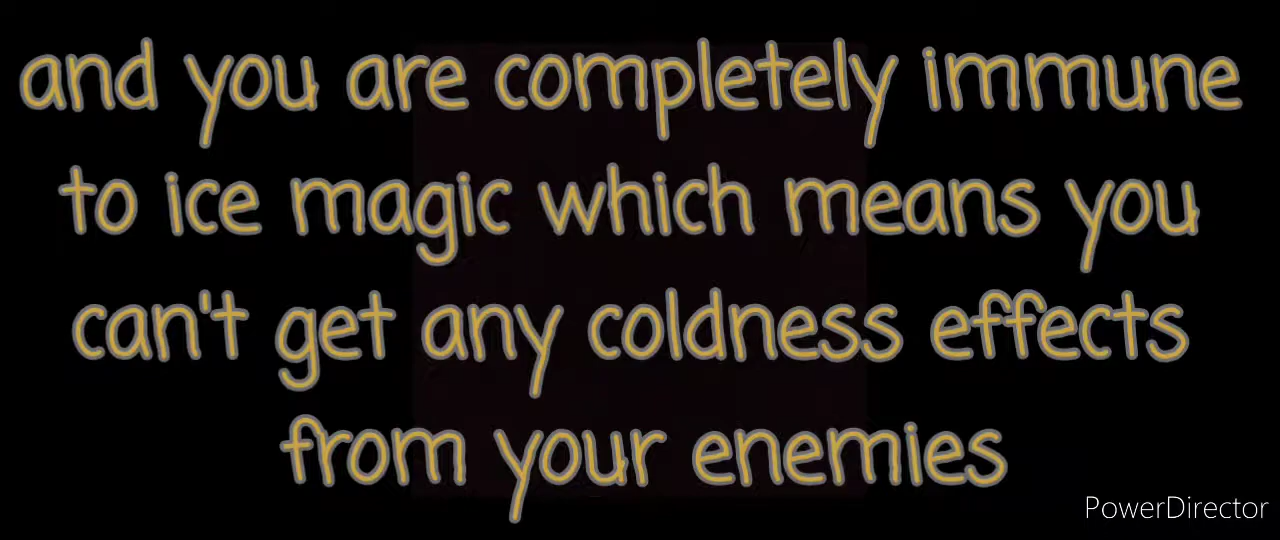 and you are completely immune
to ice magic which means you
can't get any coldness effects
from your enemies
PowerDirector